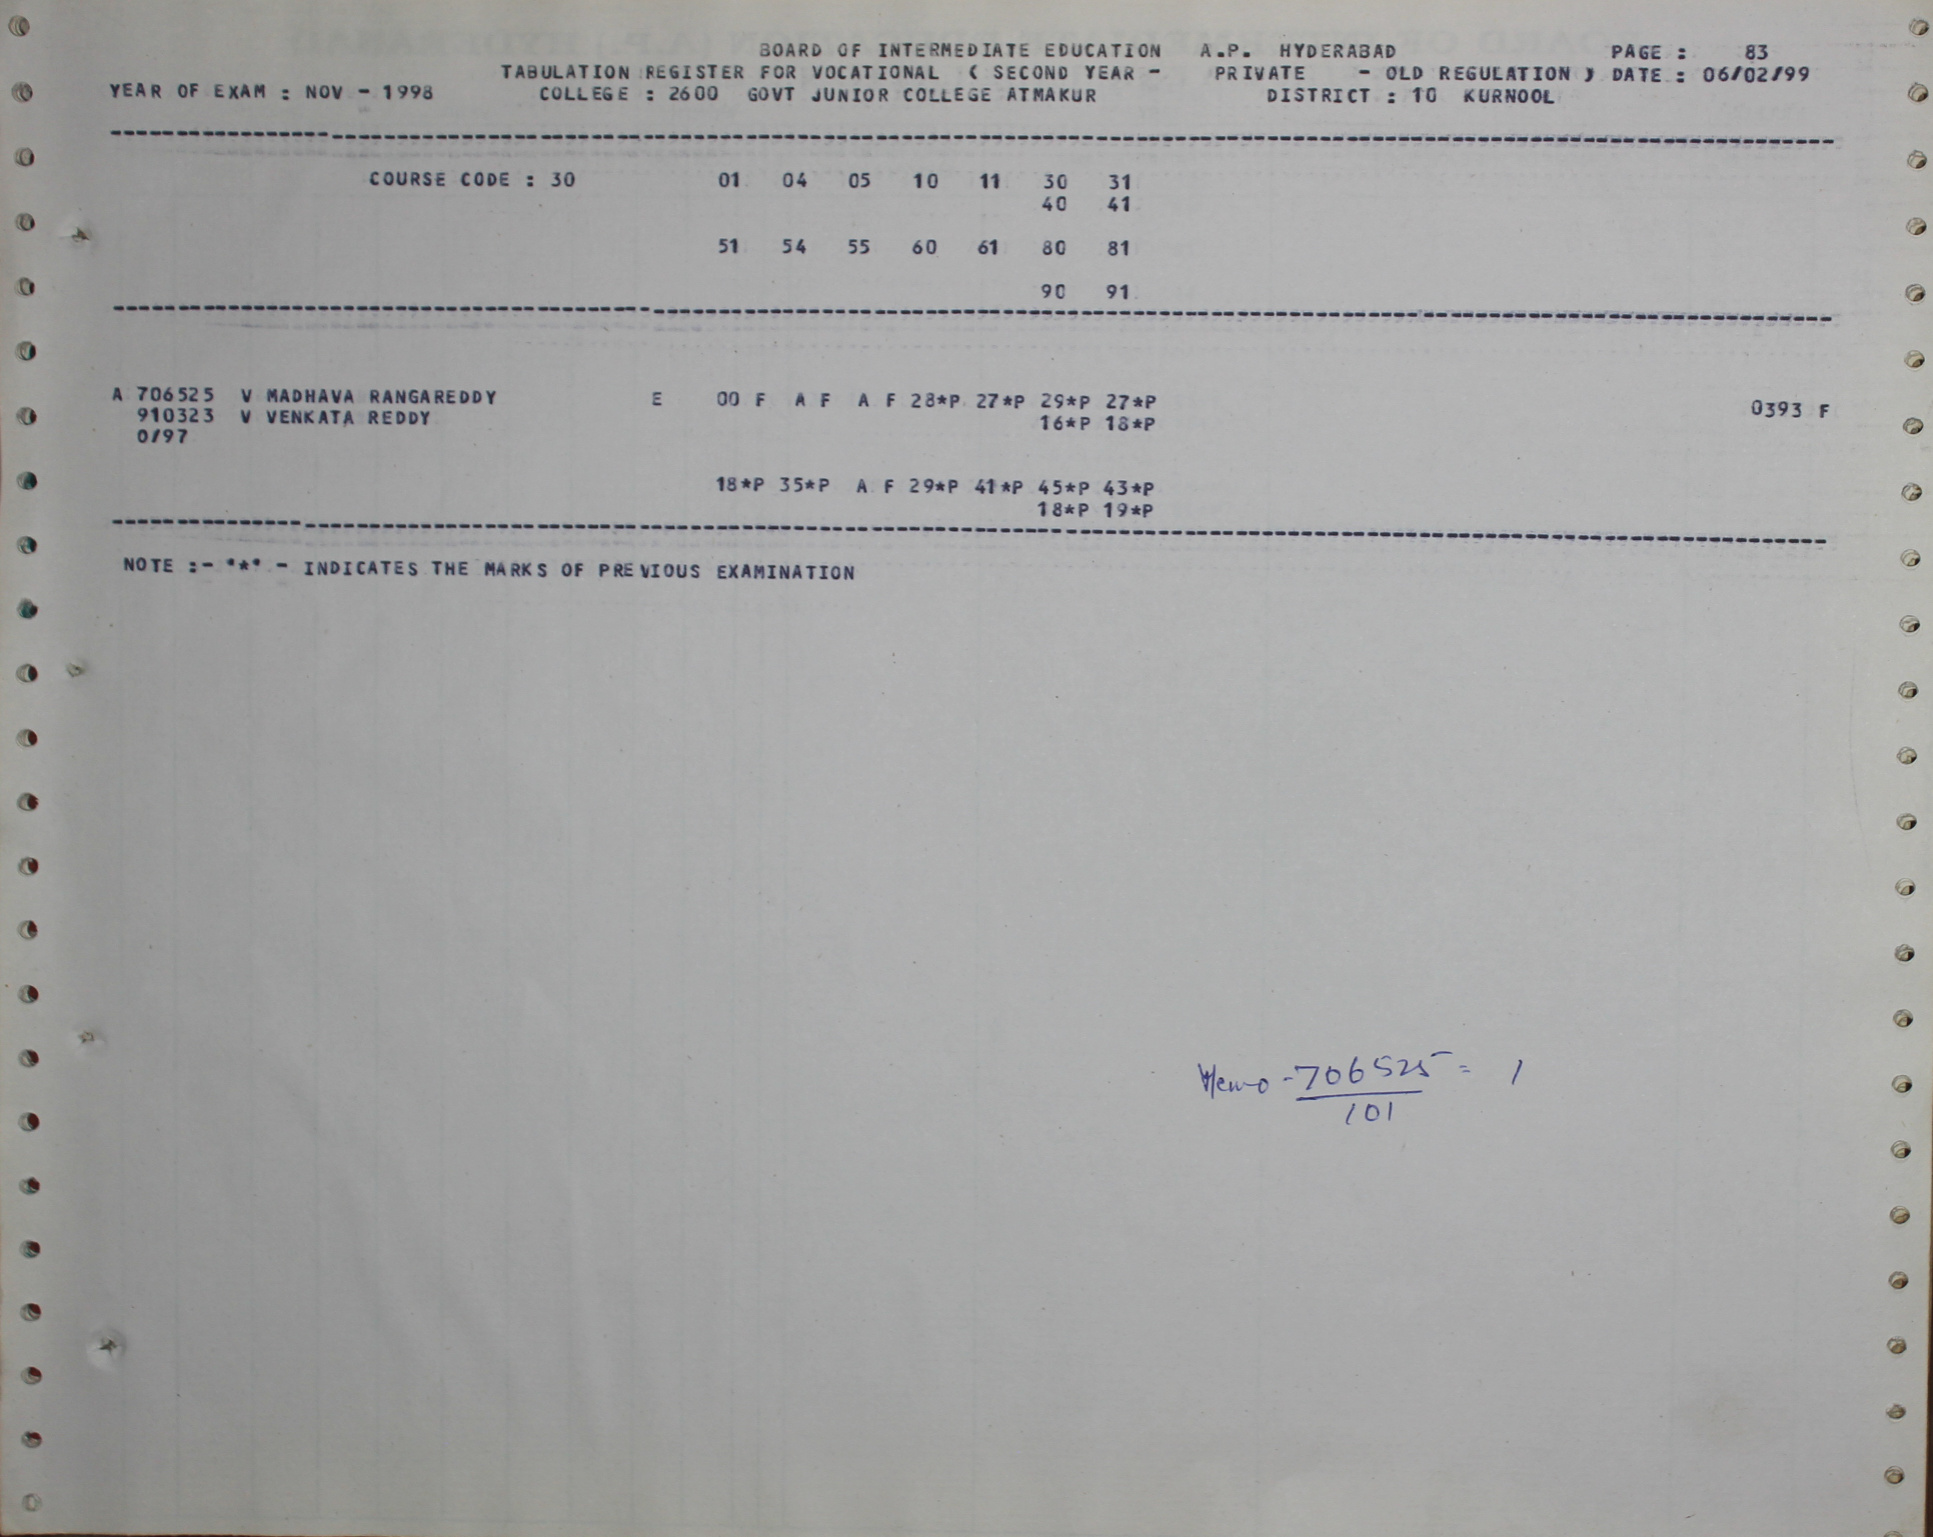 BOARD OF INTERMEDIATE EDUCATION A.P. HYDERABAD PAGE : 83
TABULATION REGISTER FOR VOCATIONAL ( SECOND YEAR - PRIVATE - OLD REGULATION ) DATE : 06/02/99
YEAR OF EXAM : NOV - 1998 COLLEGE : 2600 GOVT JUNIOR COLLEGE ATMAKUR DISTRICT : 10 KURNOOL
COURSE CODE : 30 01 04 05 10 11 30 31
40 41
51 54 55 60 61 80 81
90 91
A 706525 V MADHAVA RANGAREDDY E 00 F A F A F 28*P 27*P 29*P 27*P 0393 F
910323 V VENKATA REDDY 16*P 18*P
0/97
18*P 35*P A F 29*P 41*P 45*P 43*P
18*P 19*P
NOTE :- "*" - INDICATES THE MARKS OF PREVIOUS EXAMINATION
Memo - 706525 = 1
101